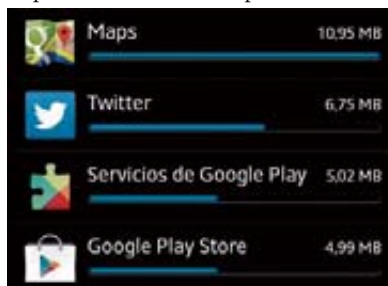 Maps 10,95 MB
Twitter 6,75 MB
Servicios de Google Play 5,02 MB
Google Play Store 4,99 MB